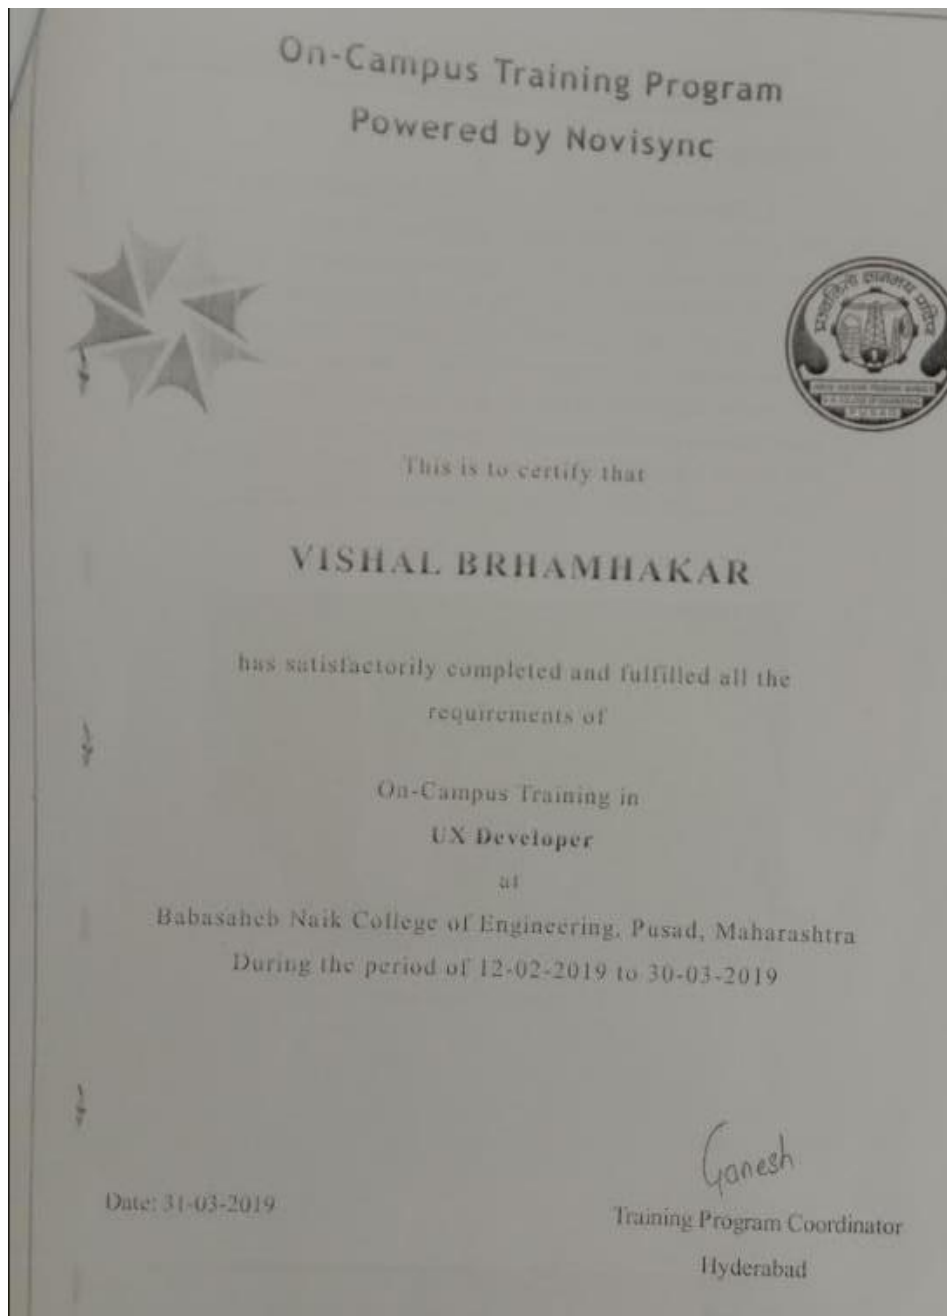 On-Campus Training Program
Powered by Novisync
This is to certify that
VISHAL BRHAMHAKAR
has satisfactorily completed and fulfilled all the
requirements of
On-Campus Training in
UX Developer
at
Babasaheb Naik College of Engineering, Pusad, Maharashtra
During the period of 12-02-2019 to 30-03-2019
Ganesh
Date: 31-03-2019
Training Program Coordinator
Hyderabad